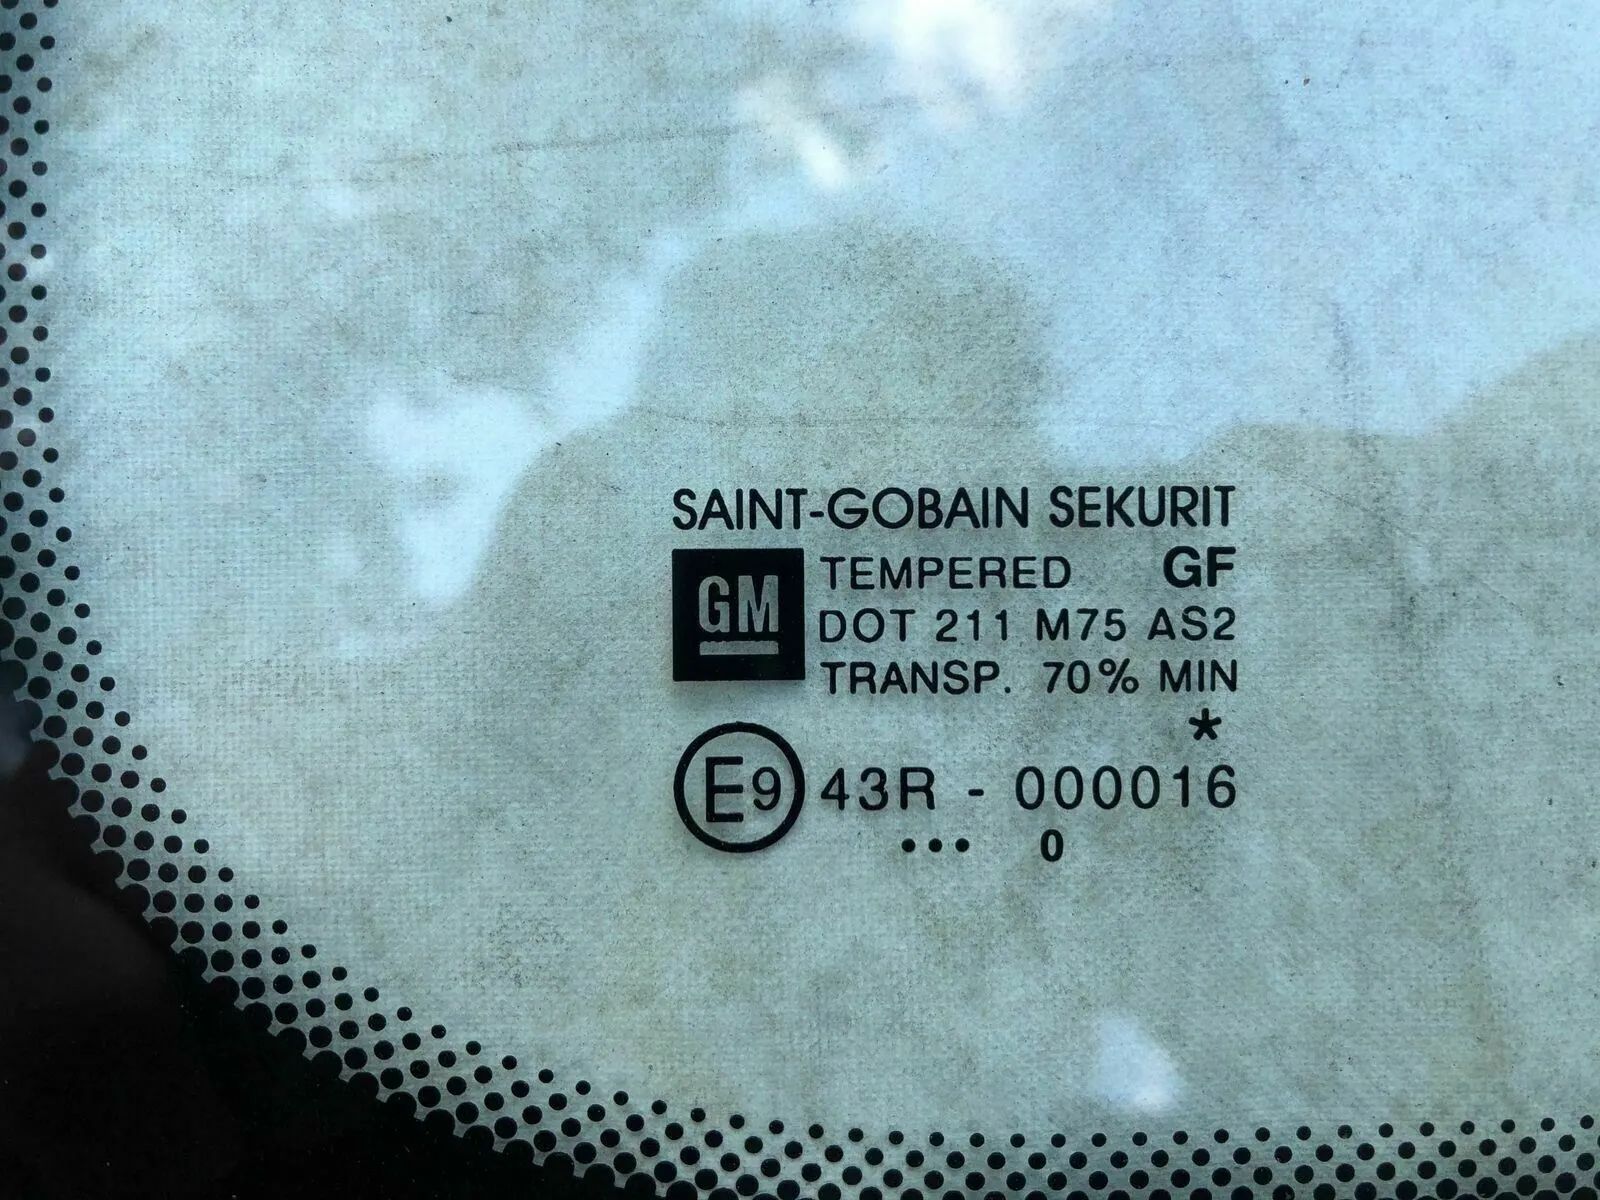 SAINT-GOBAIN SEKURIT
GM TEMPERED GF
DOT 211 M75 AS2
TRANSP. 70% MIN
*
E9 43R - 000016
... 0